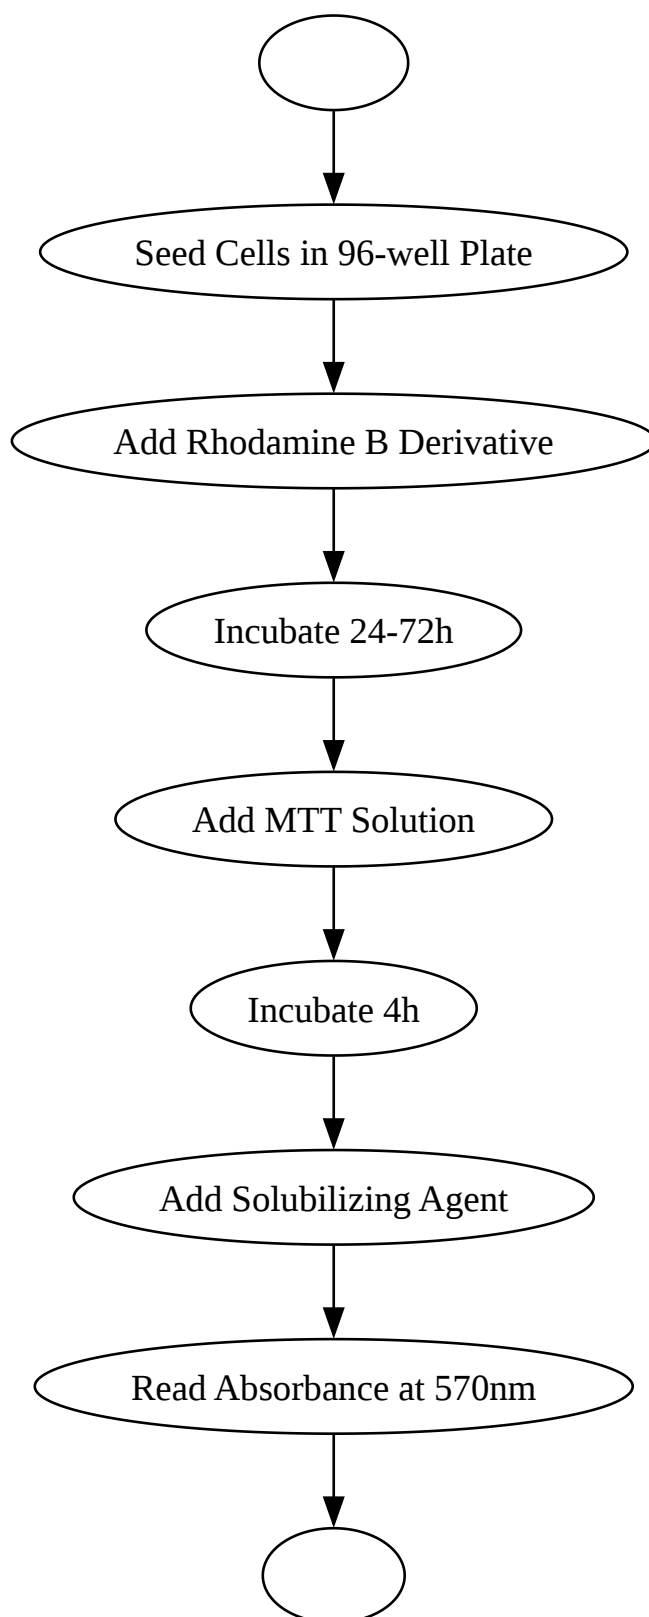 Seed Cells in 96-well Plate
Add Rhodamine B Derivative
Incubate 24-72h
Add MTT Solution
Incubate 4h
Add Solubilizing Agent
Read Absorbance at 570nm